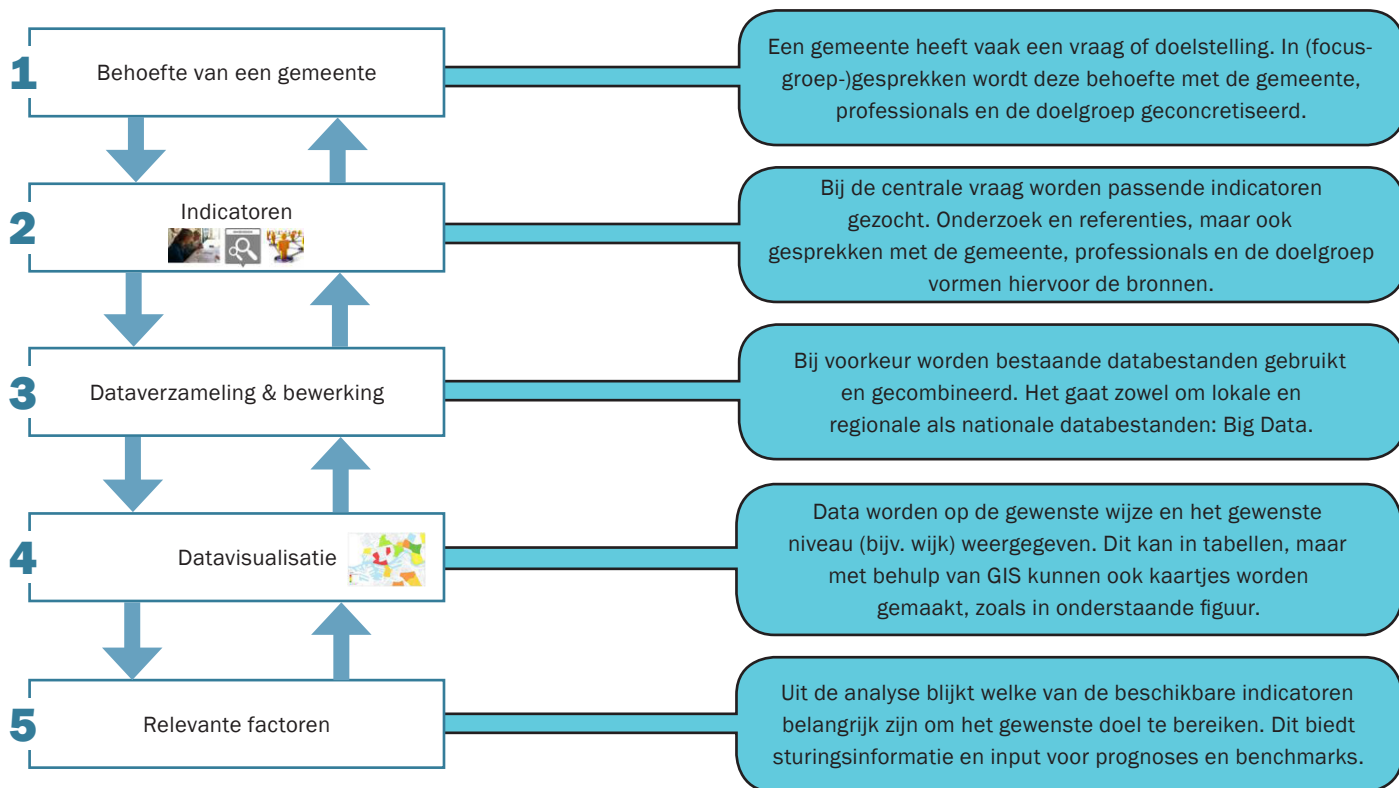 1
Behoefte van een gemeente
Een gemeente heeft vaak een vraag of doelstelling. In (focus-
groep-)gesprekken wordt deze behoefte met de gemeente,
professionals en de doelgroep geconcretiseerd.
2
Indicatoren
Bij de centrale vraag worden passende indicatoren
gezocht. Onderzoek en referenties, maar ook
gesprekken met de gemeente, professionals en de doelgroep
vormen hiervoor de bronnen.
3
Dataverzameling & bewerking
Bij voorkeur worden bestaande databestanden gebruikt
en gecombineerd. Het gaat zowel om lokale en
regionale als nationale databestanden: Big Data.
4
Datavisualisatie
Data worden op de gewenste wijze en het gewenste
niveau (bijv. wijk) weergegeven. Dit kan in tabellen, maar
met behulp van GIS kunnen ook kaartjes worden
gemaakt, zoals in onderstaande figuur.
5
Relevante factoren
Uit de analyse blijkt welke van de beschikbare indicatoren
belangrijk zijn om het gewenste doel te bereiken. Dit biedt
sturingsinformatie en input voor prognoses en benchmarks.